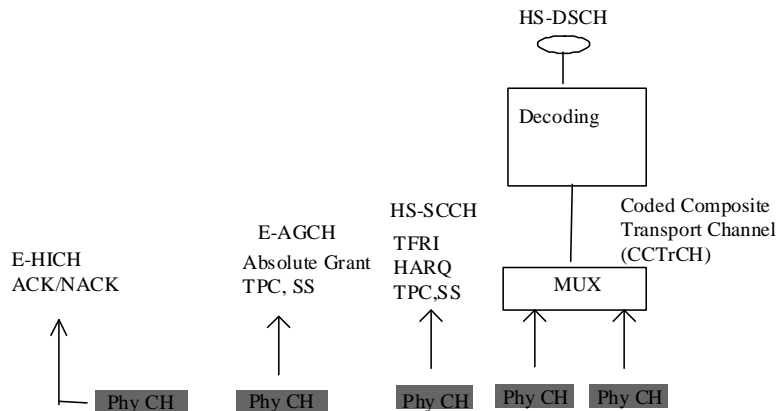 HS-DSCH
Decoding
Coded Composite
Transport Channel
(CCTrCH)
HS-SCCH
TFRI
HARQ
TPC,SS
E-AGCH
Absolute Grant
TPC, SS
E-HICH
ACK/NACK
MUX
Phy CH
Phy CH
Phy CH
Phy CH
Phy CH